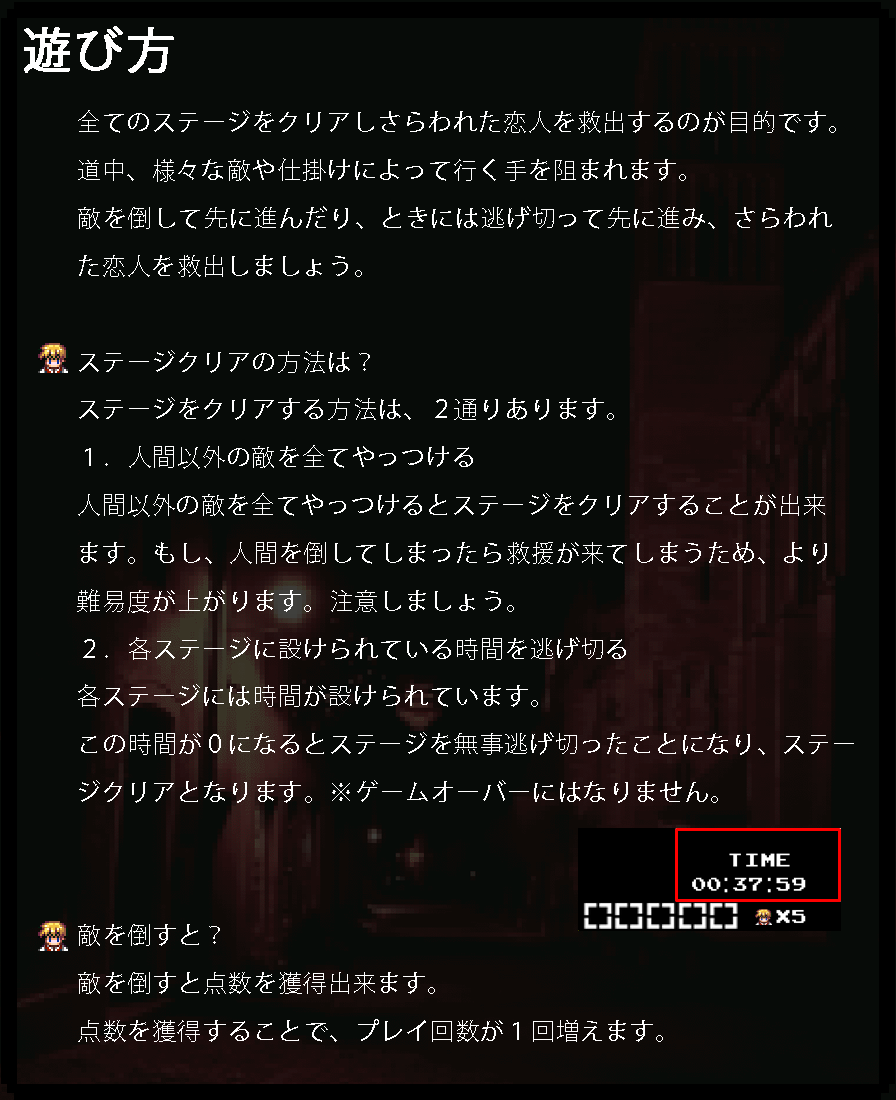 遊び方
全てのステージをクリアしさらわれた恋人を救出するのが目的です。
道中、様々な敵や仕掛けによって行く手を阻まれます。
敵を倒して先に進んだり、ときには逃げ切って先に進み、さらわれ
た恋人を救出しましょう。
ステージクリアの方法は？
ステージをクリアする方法は、２通りあります。
１．人間以外の敵を全てやっつける
人間以外の敵を全てやっつけるとステージをクリアすることが出来
ます。もし、人間を倒してしまったら救援が来てしまうため、より
難易度が上がります。注意しましょう。
２．各ステージに設けられている時間を逃げ切る
各ステージには時間が設けられています。
この時間が０になるとステージを無事逃げ切ったことになり、ステー
ジクリアとなります。※ゲームオーバーにはなりません。
TIME
00:37:59
X5
敵を倒すと？
敵を倒すと点数を獲得出来ます。
点数を獲得することで、プレイ回数が１回増えます。